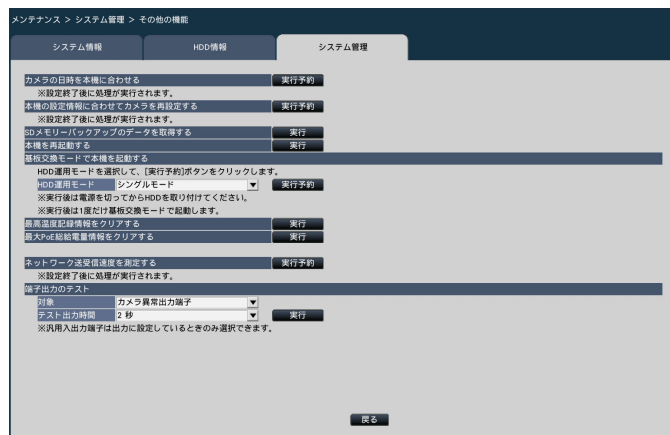 メンテナンス > システム管理 > その他の機能
システム情報 HDD情報 システム管理
カメラの日時を本機に合わせる 実行予約
※設定終了後に処理が実行されます。
本機の設定情報に合わせてカメラを再設定する 実行予約
※設定終了後に処理が実行されます。
SDメモリーバックアップのデータを取得する 実行
本機を再起動する 実行
基板交換モードで本機を起動する
HDD運用モードを選択して、[実行予約]ボタンをクリックします。
HDD運用モード シングルモード 実行予約
※実行後は電源を切ってからHDDを取り付けてください。
※実行後は1度だけ基板交換モードで起動します。
最高温度記録情報をクリアする 実行
最大PoE総給電量情報をクリアする 実行
ネットワーク送受信速度を測定する 実行予約
※設定終了後に処理が実行されます。
端子出力のテスト
対象 カメラ異常出力端子
テスト出力時間 2 秒 実行
※汎用入出力端子は出力に設定しているときのみ選択できます。
戻る